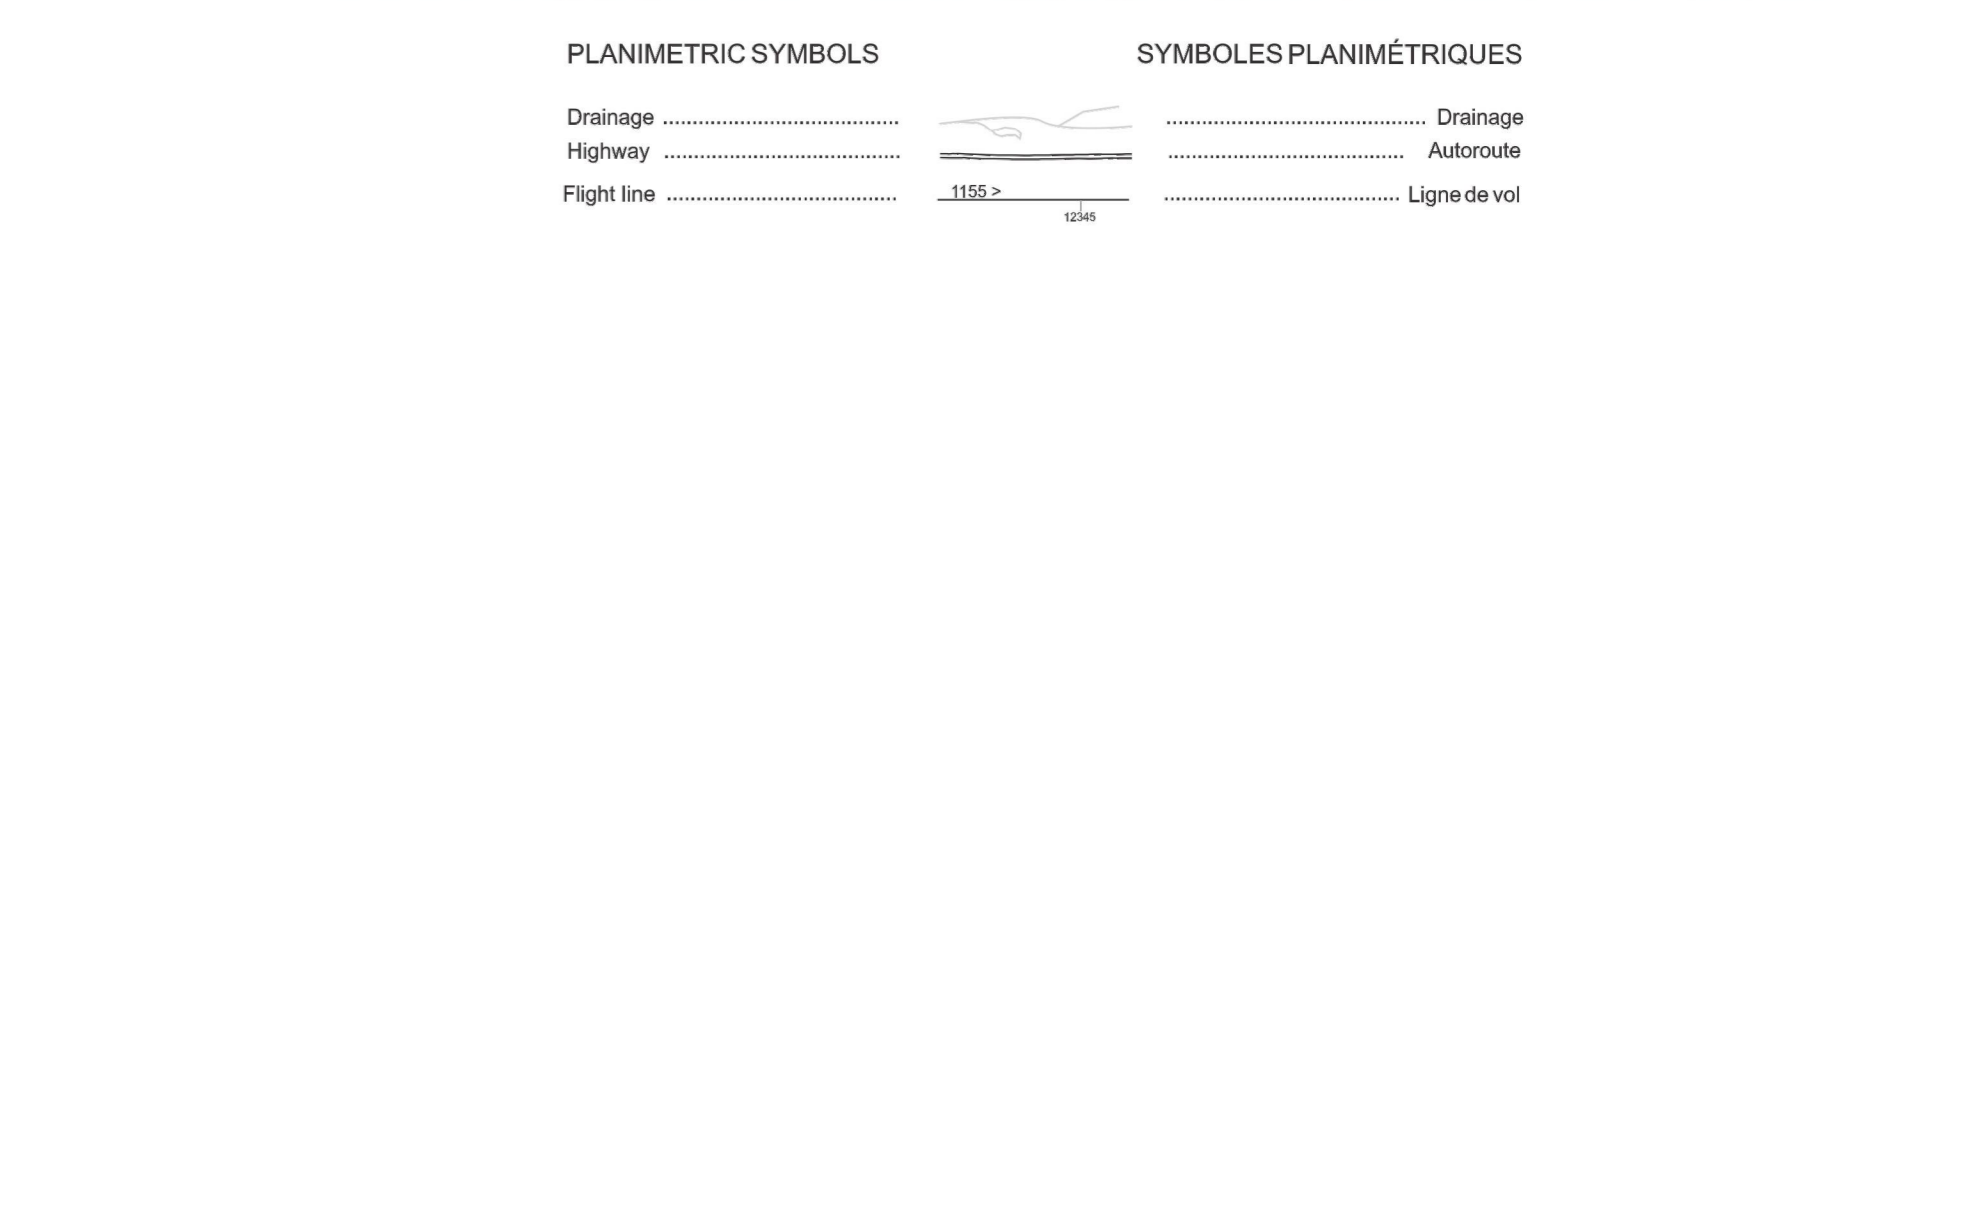 PLANIMETRIC SYMBOLS SYMBOLES PLANIMÉTRIQUES
Drainage ........................................ ............................................ Drainage
Highway ........................................ ........................................ Autoroute
Flight line ....................................... 1155 > ........................................ Ligne de vol
12345